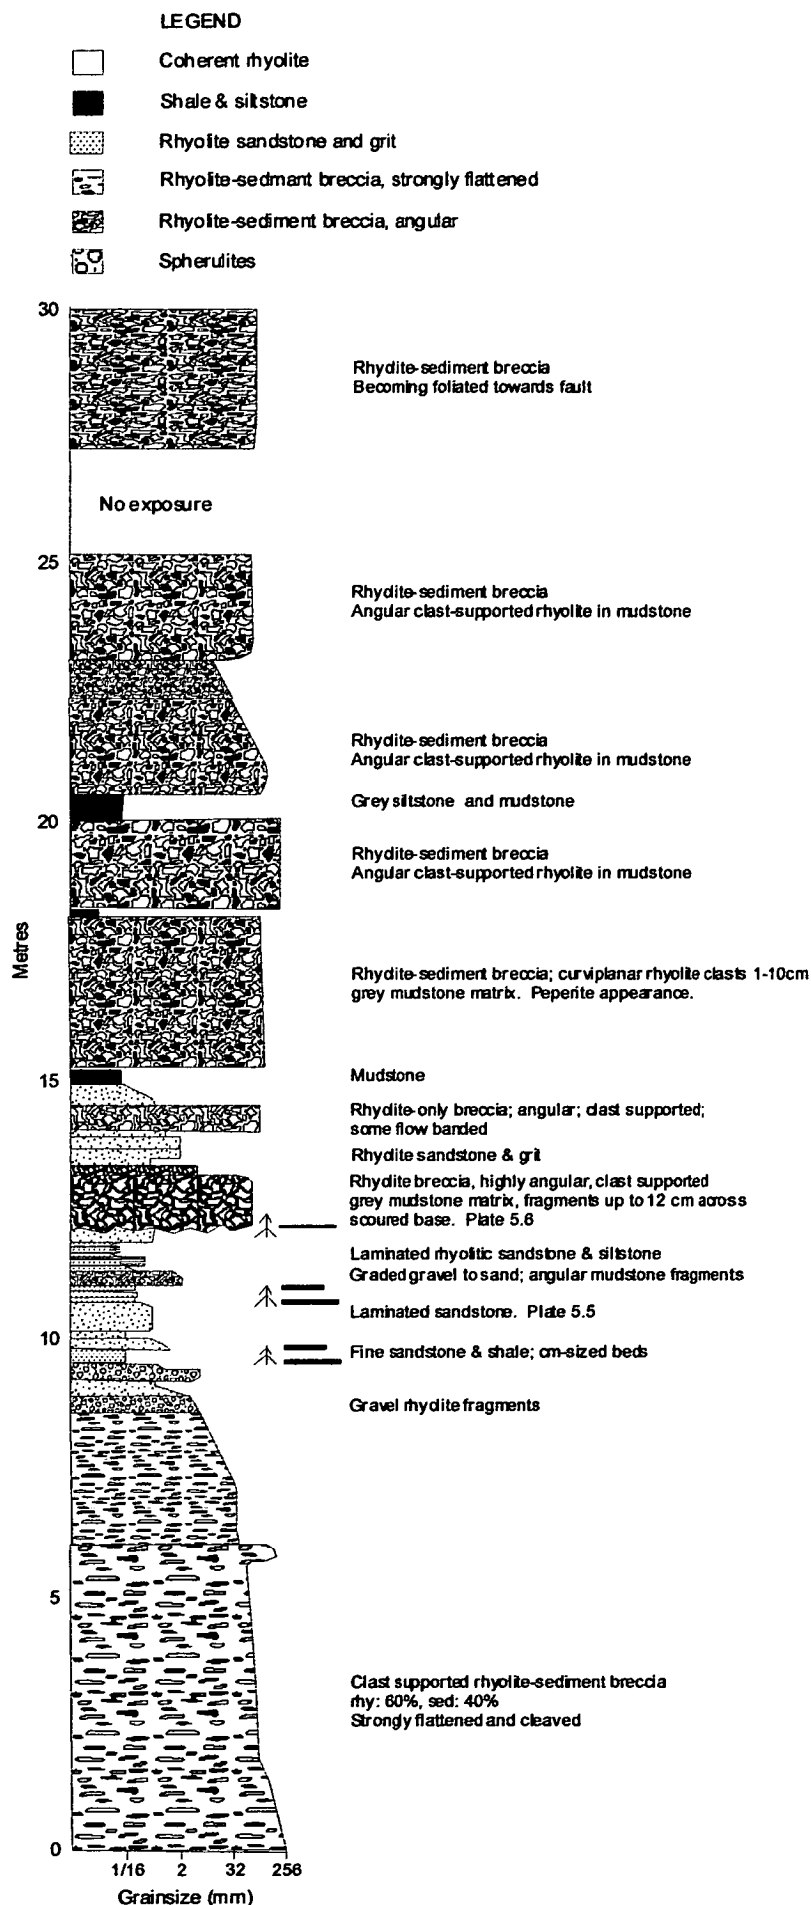 LEGEND
Coherent rhyolite
Shale & siltstone
Rhyolite sandstone and grit
Rhyolite-sedmant breccia, strongly flattened
Rhyolite-sediment breccia, angular
Spherulites
30
Rhydite-sediment breccia
Becoming foliated towards fault
No exposure
25
Rhydite-sediment breccia
Angular clast-supported rhyolite in mudstone
Rhydite-sediment breccia
Angular clast-supported rhyolite in mudstone
Grey siltstone and mudstone
20
Rhydite-sediment breccia
Angular clast-supported rhyolite in mudstone
Metres
Rhydite-sediment breccia; curviplanar rhyolite clasts 1-10cm
grey mudstone matrix. Peperite appearance.
15
Mudstone
Rhydite-only breccia; angular; clast supported;
some flow banded
Rhydite sandstone & grit
Rhydite breccia, highly angular, clast supported
grey mudstone matrix, fragments up to 12 cm across
scoured base. Plate 5.6
Laminated rhyolitic sandstone & siltstone
Graded gravel to sand; angular mudstone fragments
Laminated sandstone. Plate 5.5
10
Fine sandstone & shale; cm-sized beds
Gravel rhydite fragments
5
Clast supported rhyolite-sediment breccia
rhy: 60%, sed: 40%
Strongly flattened and cleaved
0
1/16 2 32 256
Grainsize (mm)